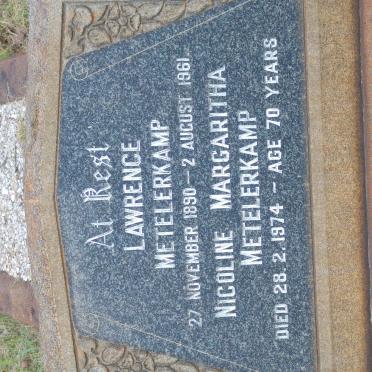 At Rest
LAWRENCE
METELERKAMP
27 NOVEMBER 1890 — 2 AUGUST 1961
NICOLINE MARGARITHA
METELERKAMP
DIED 28.2.1974 - AGE 70 YEARS